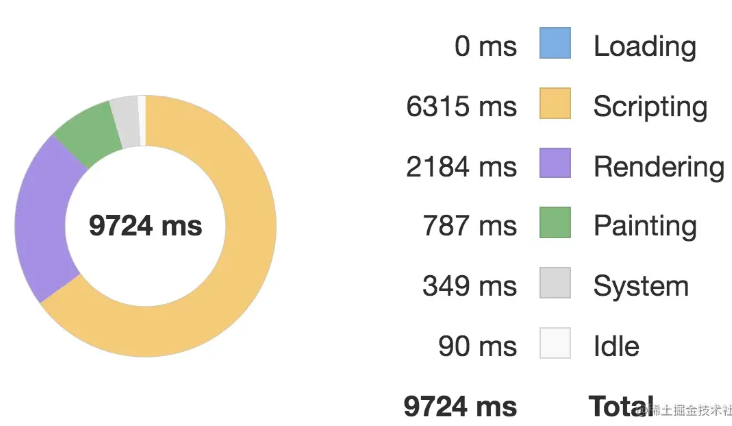 0 ms Loading
6315 ms Scripting
2184 ms Rendering
9724 ms
787 ms Painting
349 ms System
90 ms Idle
9724 ms Total
@稀土掘金技术社